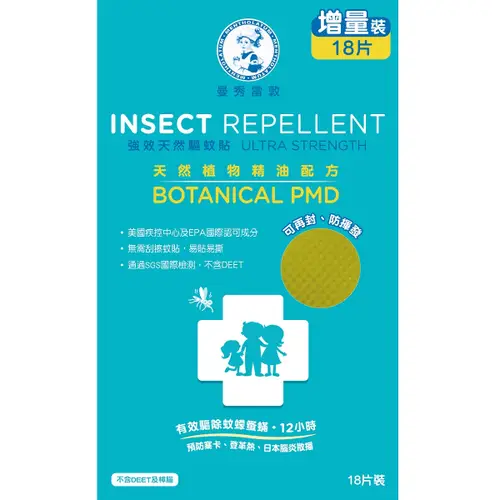 增量裝
18片
MENTHOLATUM
曼秀雷敦
INSECT REPELLENT
強效天然驅蚊貼 ULTRA STRENGTH
天然植物精油配方
BOTANICAL PMD
可再封、防揮發
• 美國疾控中心及EPA國際認可成分
• 無需刮擦蚊貼，易貼易撕
• 通過SGS國際檢測，不含DEET
有效驅除蚊蠓蚤蟎•12小時
預防寨卡、登革熱、日本腦炎散播
不含DEET及樟腦
18片裝